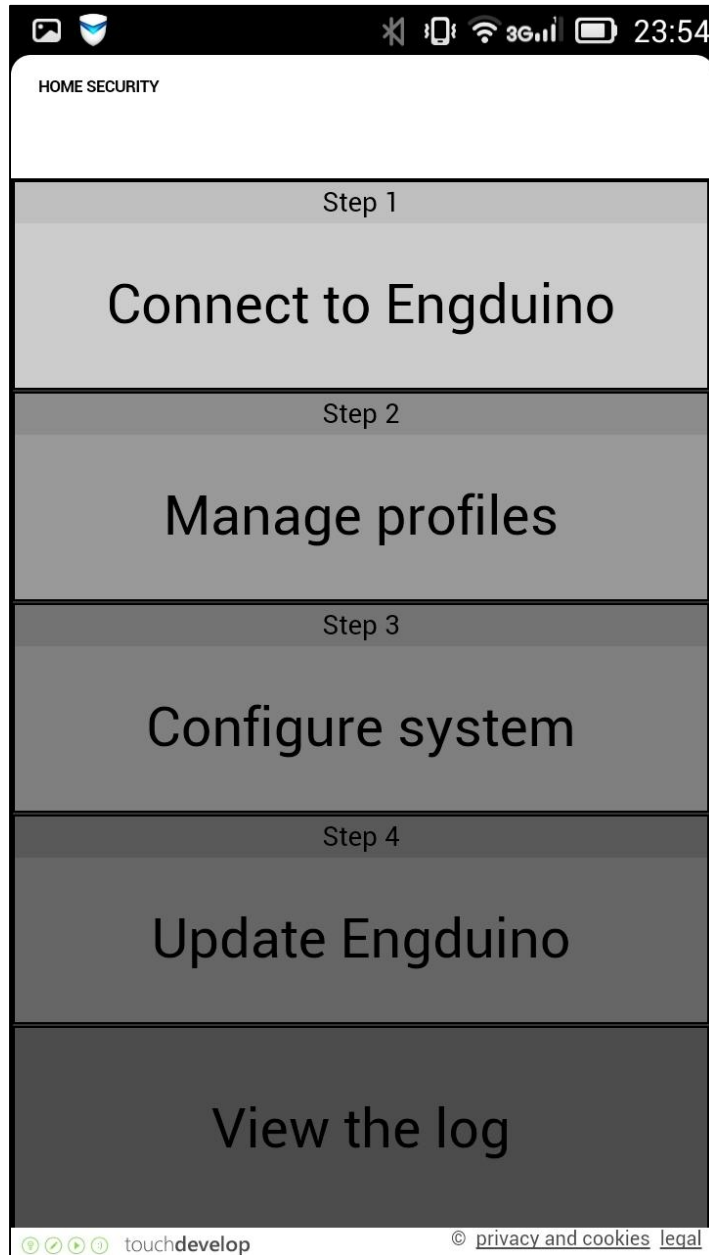 3G 23:54
HOME SECURITY
Step 1
Connect to Engduino
Step 2
Manage profiles
Step 3
Configure system
Step 4
Update Engduino
View the log
touchdevelop © privacy and cookies legal